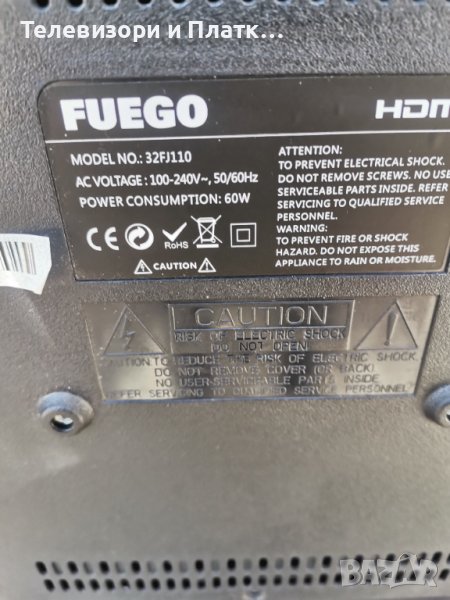 Телевизори и Платк...
FUEGO
HDM
MODEL NO.: 32FJ110
AC VOLTAGE : 100-240V~, 50/60Hz
POWER CONSUMPTION: 60W
ATTENTION:
TO PREVENT ELECTRICAL SHOCK.
DO NOT REMOVE SCREWS. NO USE
SERVICEABLE PARTS INSIDE. REFER
SERVICING TO QUALIFIED SERVICE
PERSONNEL.
WARNING:
TO PREVENT FIRE OR SHOCK
HAZARD. DO NOT EXPOSE THIS
APPLIANCE TO RAIN OR MOISTURE.
CE
RoHS
CAUTION
CAUTION
RISK OF ELECTRIC SHOCK
DO NOT OPEN
CAUTION:TO REDUCE THE RISK OF ELECTRIC SHOCK,
DO NOT REMOVE COVER (OR BACK).
NO USER-SERVICEABLE PARTS INSIDE
REFER SERVICING TO QUALIFIED SERVICE PERSONNEL
BAZAR